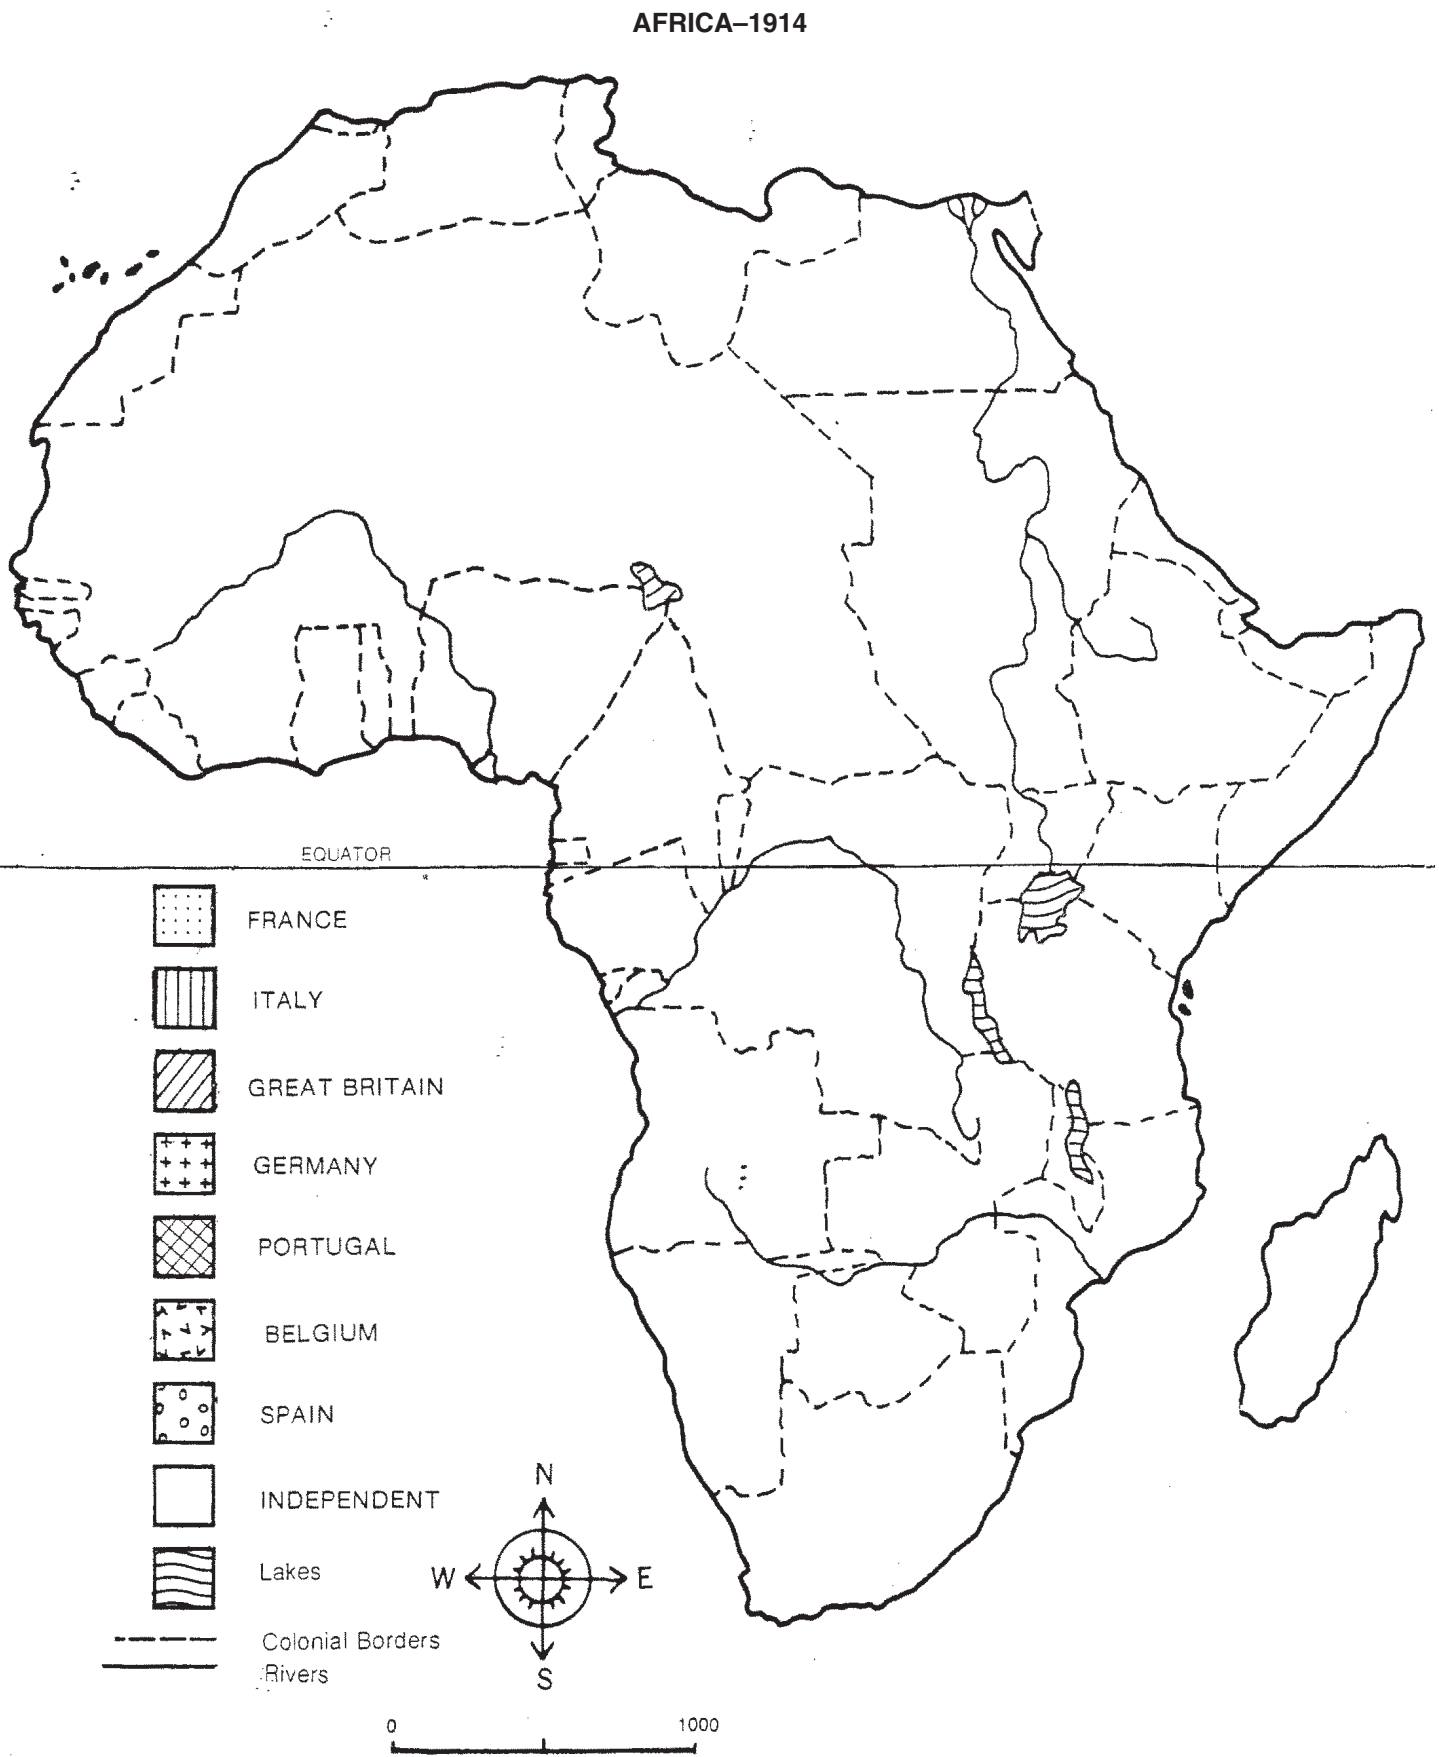 AFRICA–1914
EQUATOR
FRANCE
ITALY
GREAT BRITAIN
GERMANY
PORTUGAL
BELGIUM
SPAIN
INDEPENDENT
Lakes
Colonial Borders
Rivers
N
W E
S
0 1000